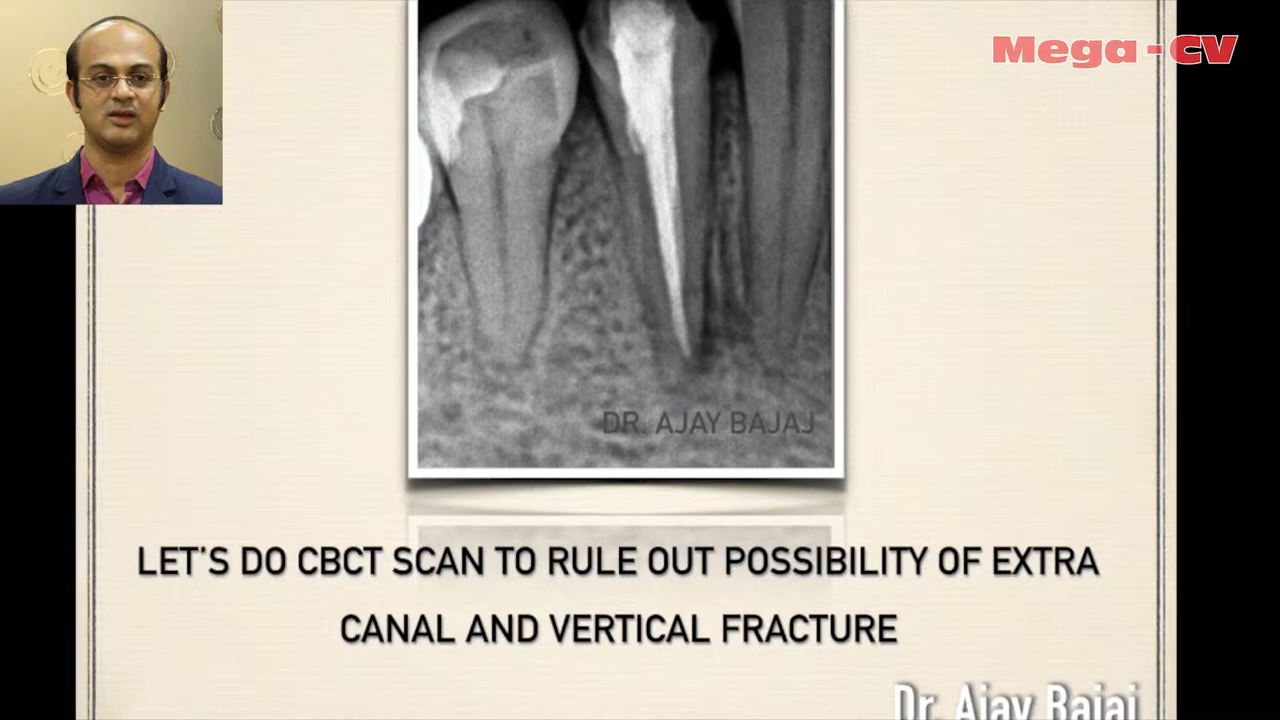 Mega-CV
DR. AJAY BAJAJ
LET'S DO CBCT SCAN TO RULE OUT POSSIBILITY OF EXTRA
CANAL AND VERTICAL FRACTURE
Dr. Ajay Bajaj